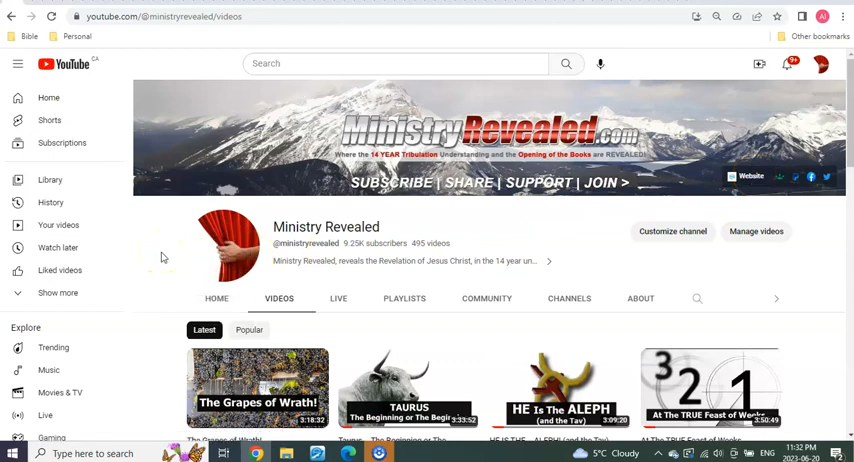 youtube.com/@ministryrevealed/videos
AI
Bible
Personal
Other bookmarks
YouTube CA
Search
9+
Home
Shorts
Subscriptions
Library
History
Your videos
Watch later
Liked videos
Show more
Explore
Trending
Music
Movies & TV
Live
Gaming
MinistryRevealed.com
Where the 14 YEAR Tribulation Understanding and the Opening of the Books are REVEALED!
SUBSCRIBE | SHARE | SUPPORT | JOIN >
Website
Ministry Revealed
@ministryrevealed 9.25K subscribers 495 videos
Ministry Revealed, reveals the Revelation of Jesus Christ, in the 14 year un...
Customize channel
Manage videos
HOME
VIDEOS
LIVE
PLAYLISTS
COMMUNITY
CHANNELS
ABOUT
Latest
Popular
The Grapes of Wrath!
3:18:32
TAURUS
The Beginning or The Begi
3:33:52
HE Is The ALEPH
(and the Tav)
3:09:20
3 2 1
At The TRUE Feast of Weeks
3:50:49
Type here to search
5°C Cloudy
ENG
11:32 PM
2023-06-20
2